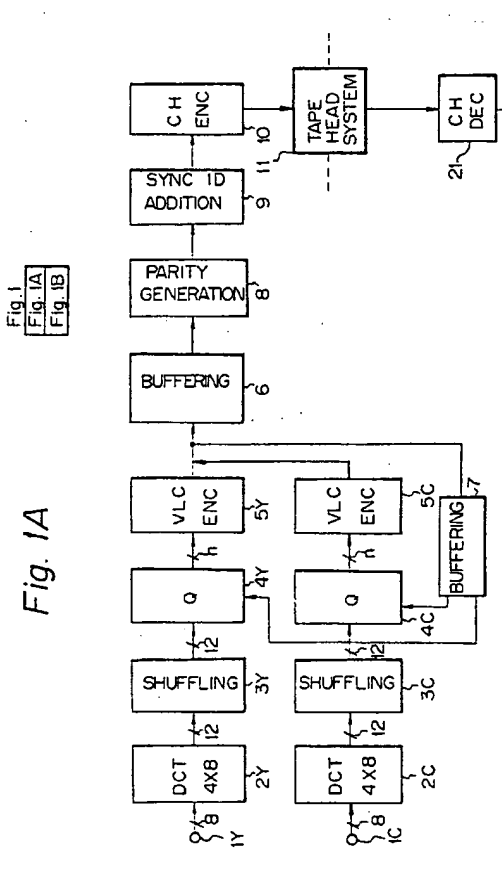 Fig. 1A
Fig. 1
Fig. 1A
Fig. 1B
1Y
8
DCT
4X8
2Y
12
SHUFFLING
3Y
12
Q
4Y
n
VLC
ENC
5Y
BUFFERING
6
PARITY
GENERATION
8
SYNC ID
ADDITION
9
CH
ENC
10
TAPE
HEAD
SYSTEM
11
CH
DEC
21
1C
8
DCT
4X8
2C
12
SHUFFLING
3C
12
Q
4C
n
VLC
ENC
5C
BUFFERING
7